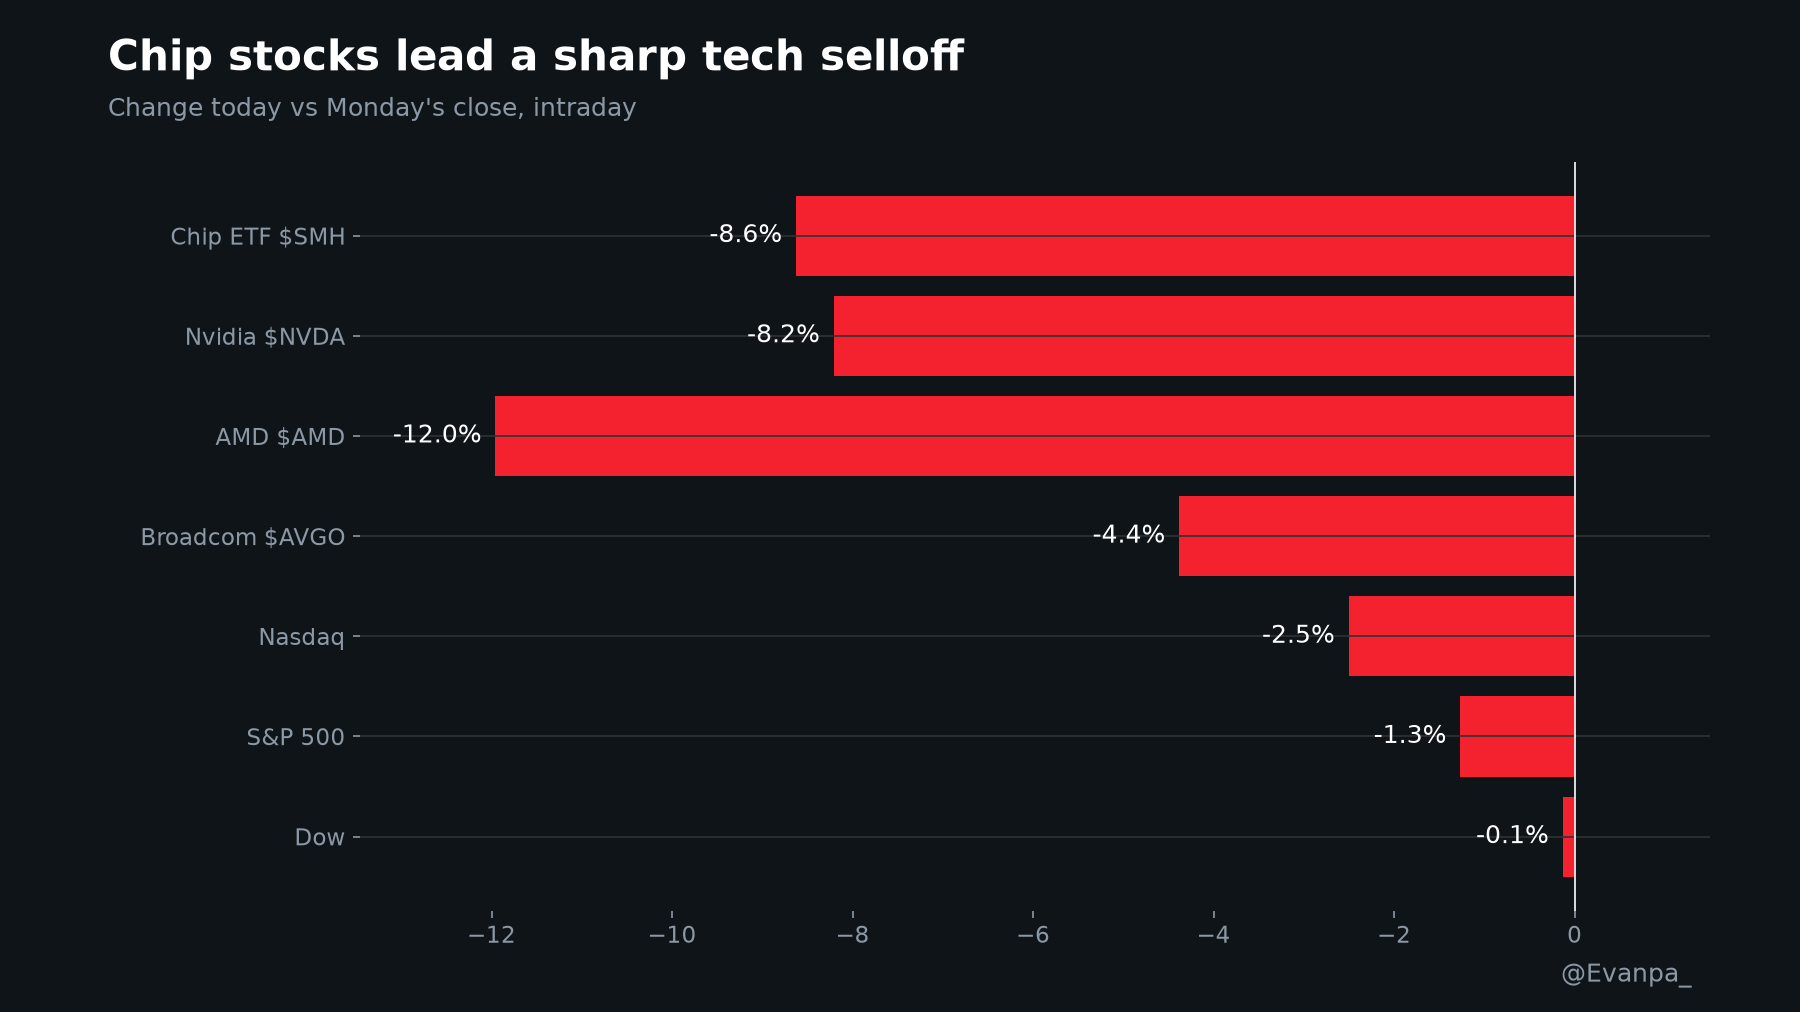 Chip stocks lead a sharp tech selloff
Change today vs Monday's close, intraday
Chip ETF $SMH
-8.6%
Nvidia $NVDA
-8.2%
AMD $AMD
-12.0%
Broadcom $AVGO
-4.4%
Nasdaq
-2.5%
S&P 500
-1.3%
Dow
-0.1%
−12 −10 −8 −6 −4 −2 0
@Evanpa_